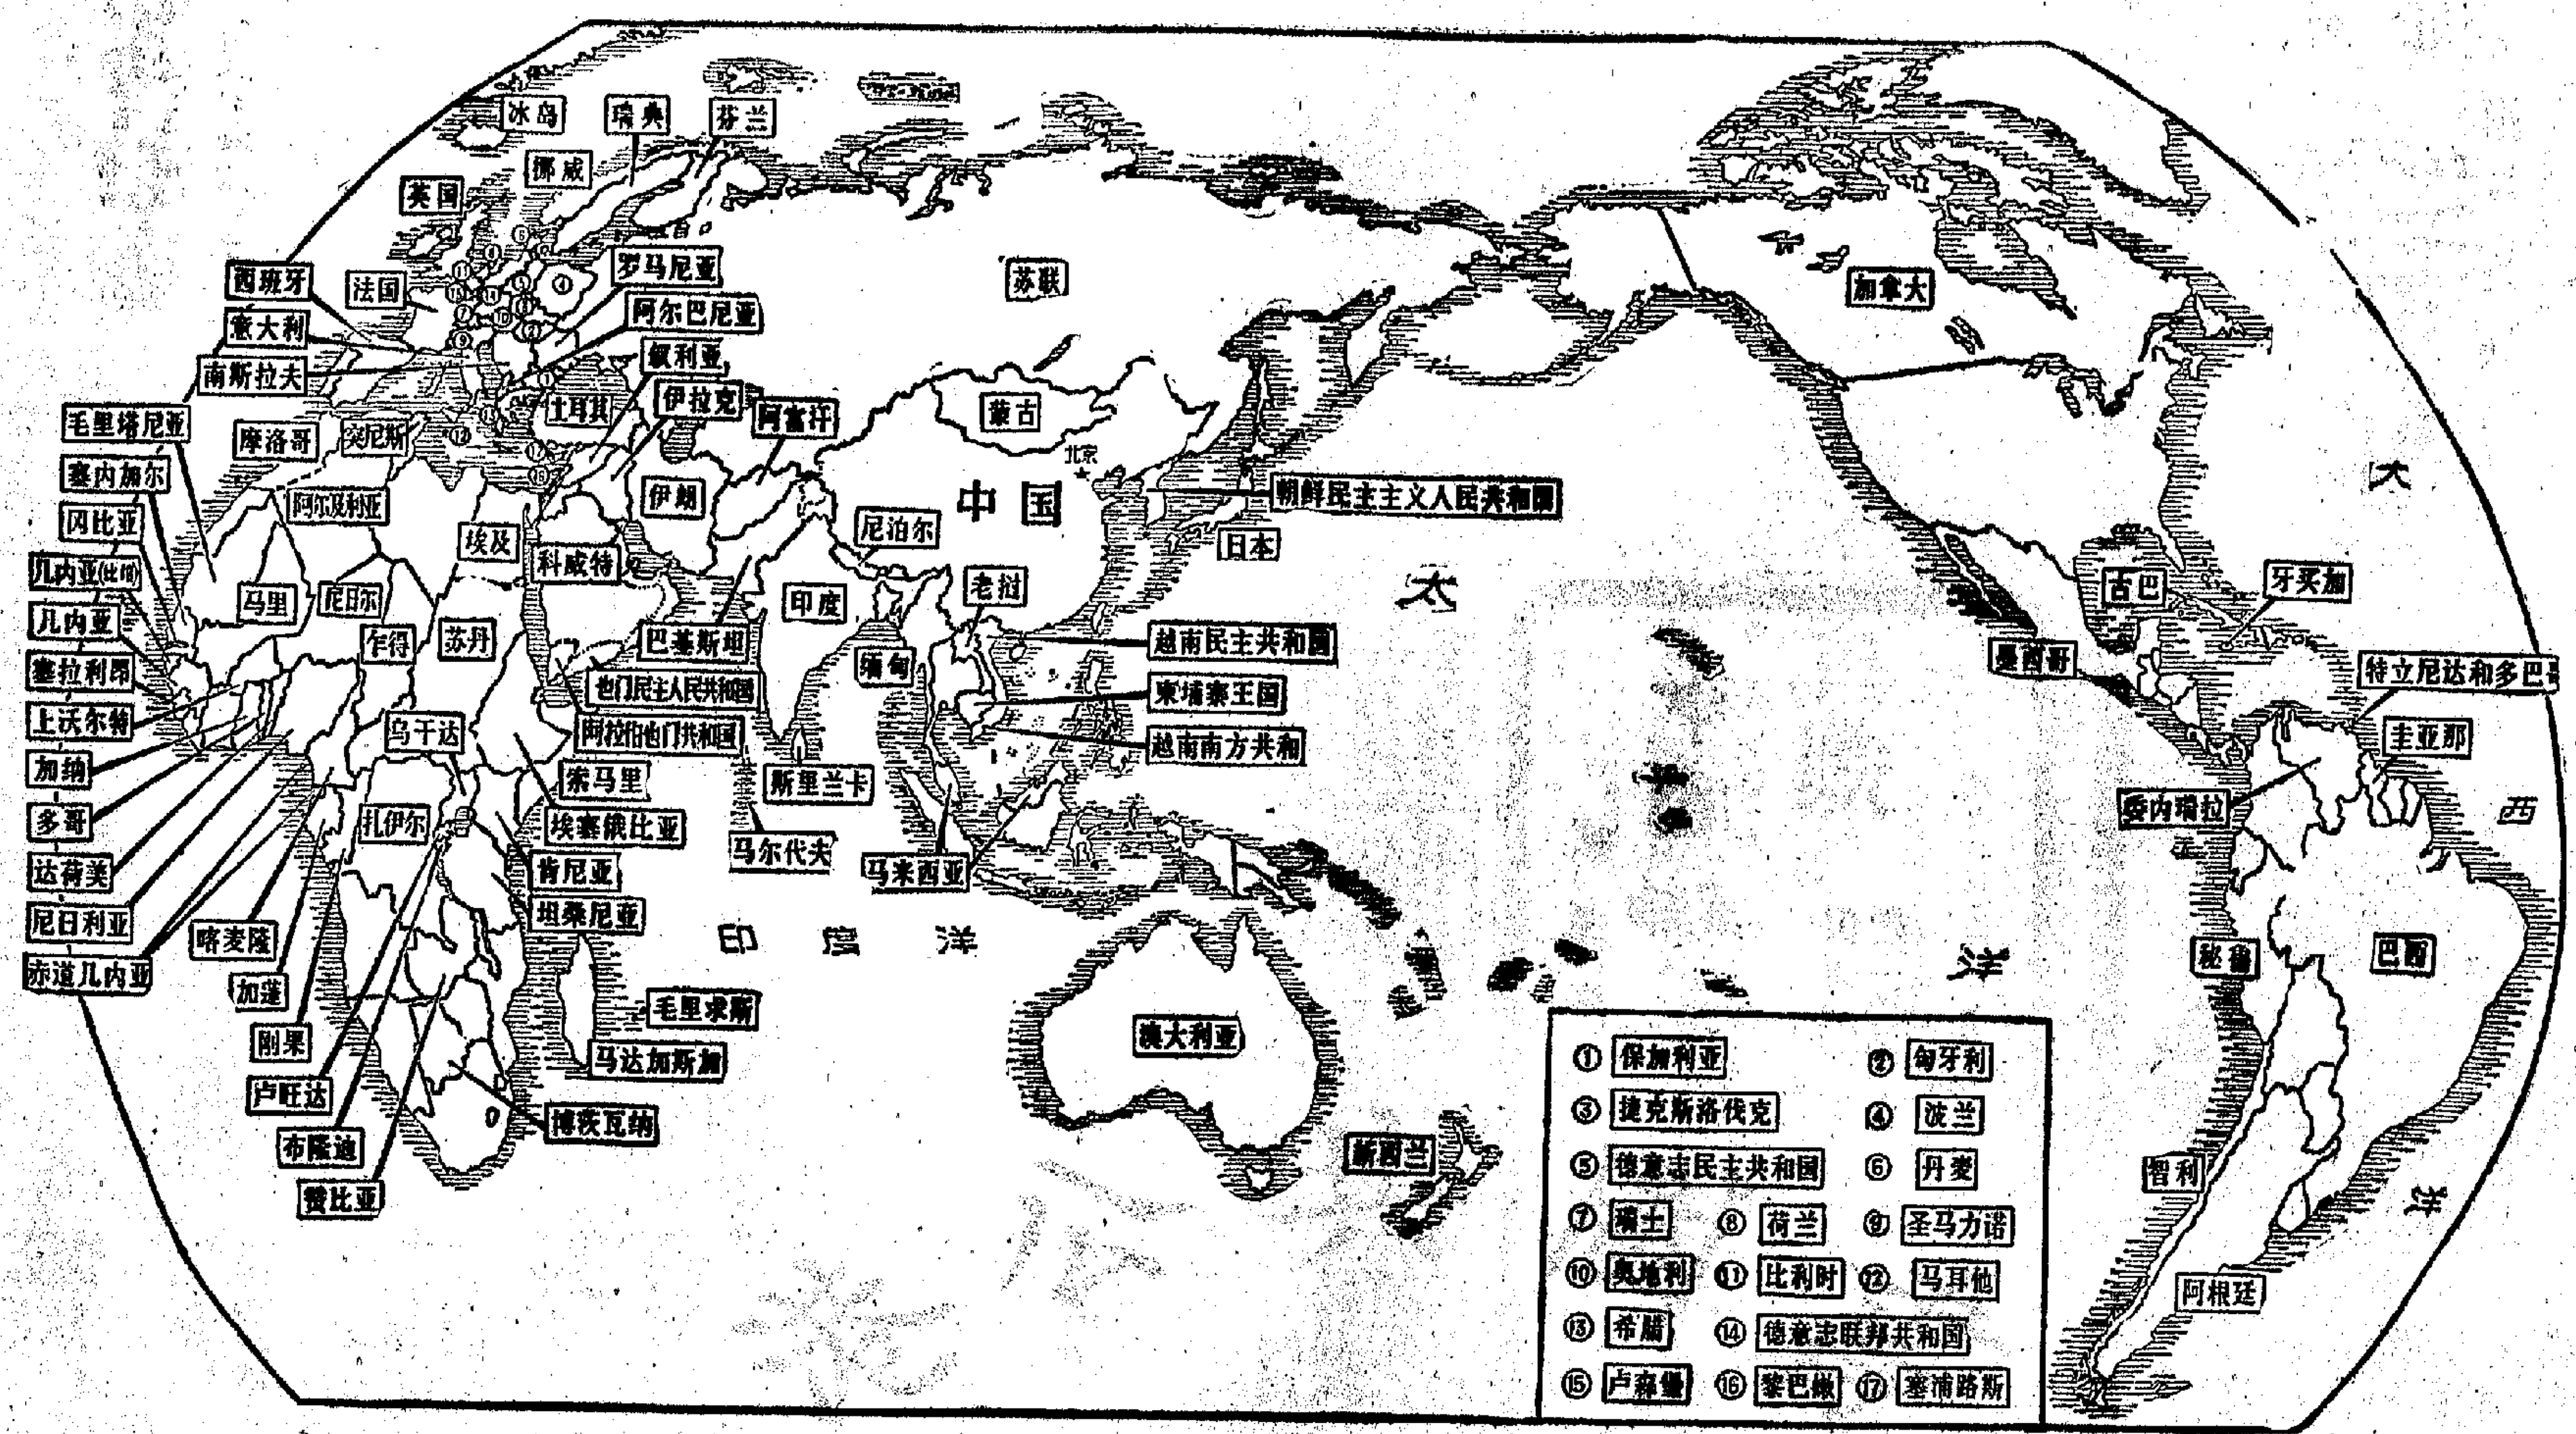 冰岛
瑞典
芬兰
挪威
英国
西班牙
法国
罗马尼亚
苏联
加拿大
意大利
阿尔巴尼亚
南斯拉夫
叙利亚
土耳其
伊拉克
阿富汗
蒙古
毛里塔尼亚
摩洛哥
突尼斯
北京
大
塞内加尔
阿尔及利亚
伊朗
中国
朝鲜民主主义人民共和国
冈比亚
埃及
尼泊尔
日本
几内亚(比绍)
科威特
马里
尼日尔
印度
老挝
太
古巴
牙买加
几内亚
乍得
苏丹
巴基斯坦
缅甸
越南民主共和国
墨西哥
塞拉利昂
也门民主人民共和国
柬埔寨王国
特立尼达和多巴哥
上沃尔特
乌干达
阿拉伯也门共和国
越南南方共和
圭亚那
加纳
索马里
斯里兰卡
委内瑞拉
西
多哥
扎伊尔
埃塞俄比亚
马尔代夫
马来西亚
达荷美
肯尼亚
尼日利亚
喀麦隆
坦桑尼亚
印度洋
洋
秘鲁
巴西
赤道几内亚
加蓬
毛里求斯
澳大利亚
刚果
马达加斯加
卢旺达
博茨瓦纳
布隆迪
新西兰
赞比亚
智利
洋
阿根廷
① 保加利亚 ② 匈牙利
③ 捷克斯洛伐克 ④ 波兰
⑤ 德意志民主共和国 ⑥ 丹麦
⑦ 瑞士 ⑧ 荷兰 ⑨ 圣马力诺
⑩ 奥地利 ⑪ 比利时 ⑫ 马耳他
⑬ 希腊 ⑭ 德意志联邦共和国
⑮ 卢森堡 ⑯ 黎巴嫩 ⑰ 塞浦路斯